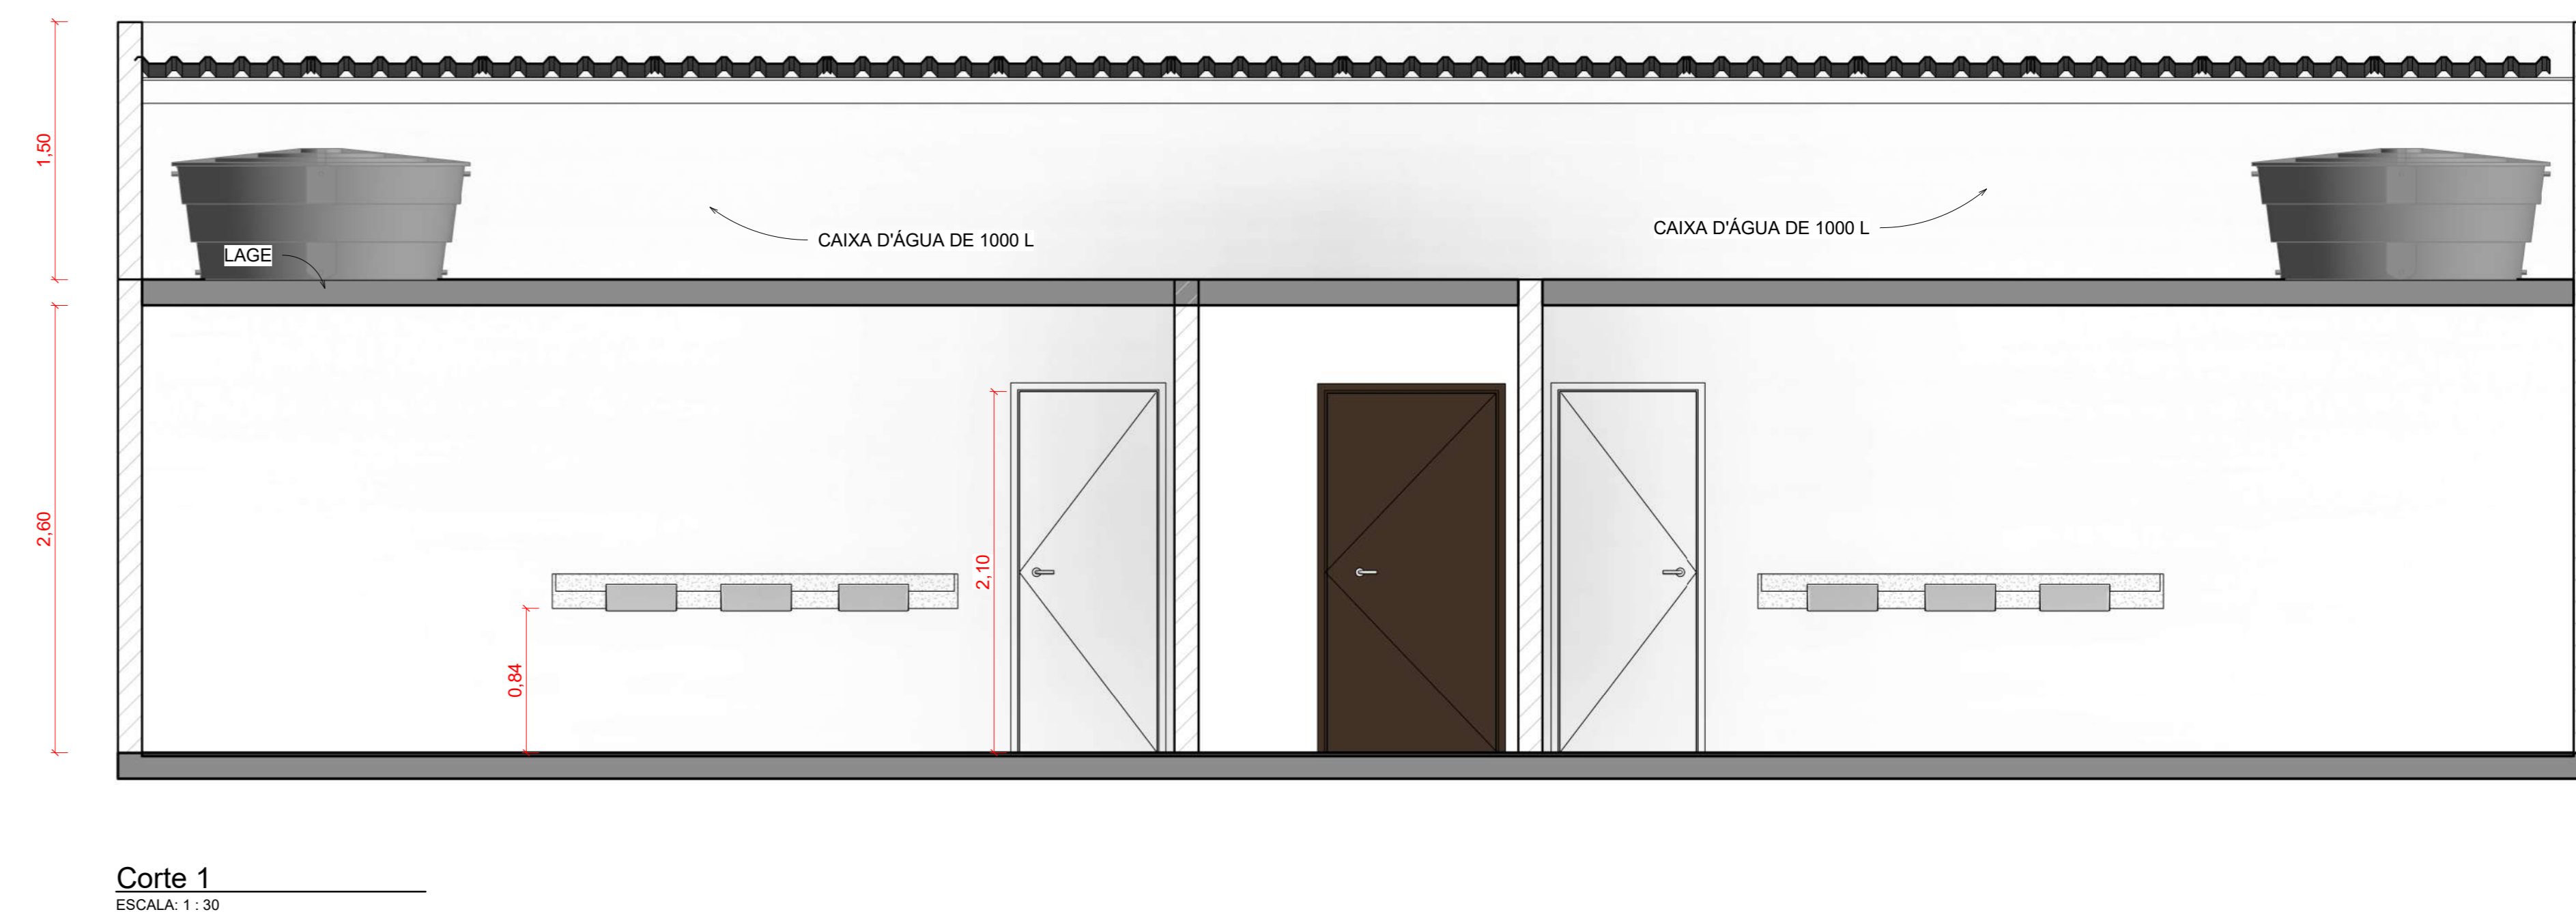 1,50
CAIXA D'ÁGUA DE 1000 L
CAIXA D'ÁGUA DE 1000 L
LAGE
2,60
2,10
0,84
Corte 1
ESCALA: 1 : 30